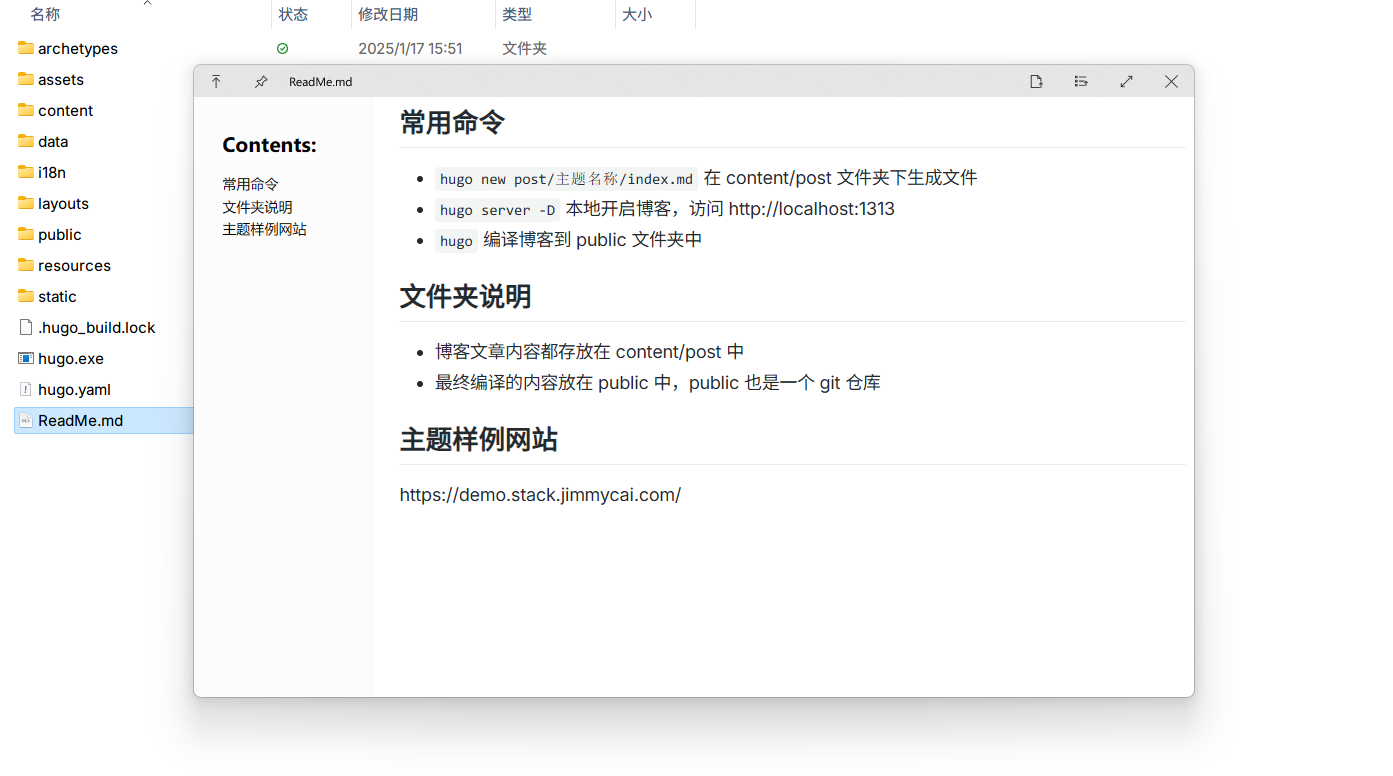 名称 状态 修改日期 类型 大小
archetypes 2025/1/17 15:51 文件夹
assets
content
data
i18n
layouts
public
resources
static
.hugo_build.lock
hugo.exe
hugo.yaml
ReadMe.md
ReadMe.md
Contents:
常用命令
文件夹说明
主题样例网站
常用命令
hugo new post/主题名称/index.md 在 content/post 文件夹下生成文件
hugo server -D 本地开启博客，访问 http://localhost:1313
hugo 编译博客到 public 文件夹中
文件夹说明
博客文章内容都存放在 content/post 中
最终编译的内容放在 public 中，public 也是一个 git 仓库
主题样例网站
https://demo.stack.jimmycai.com/